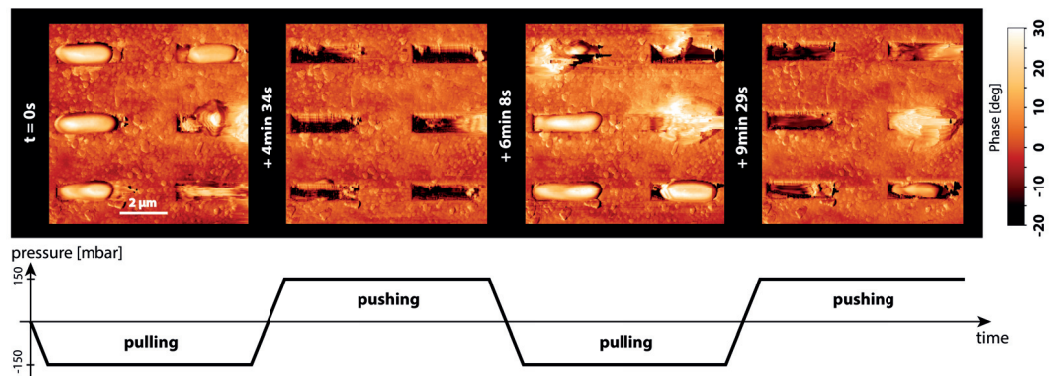 t = 0s
+ 4min 34s
+ 6min 8s
+ 9min 29s
2 µm
30
20
10
0
-10
-20
Phase [deg]
pressure [mbar]
150
-150
pulling
pushing
pulling
pushing
time